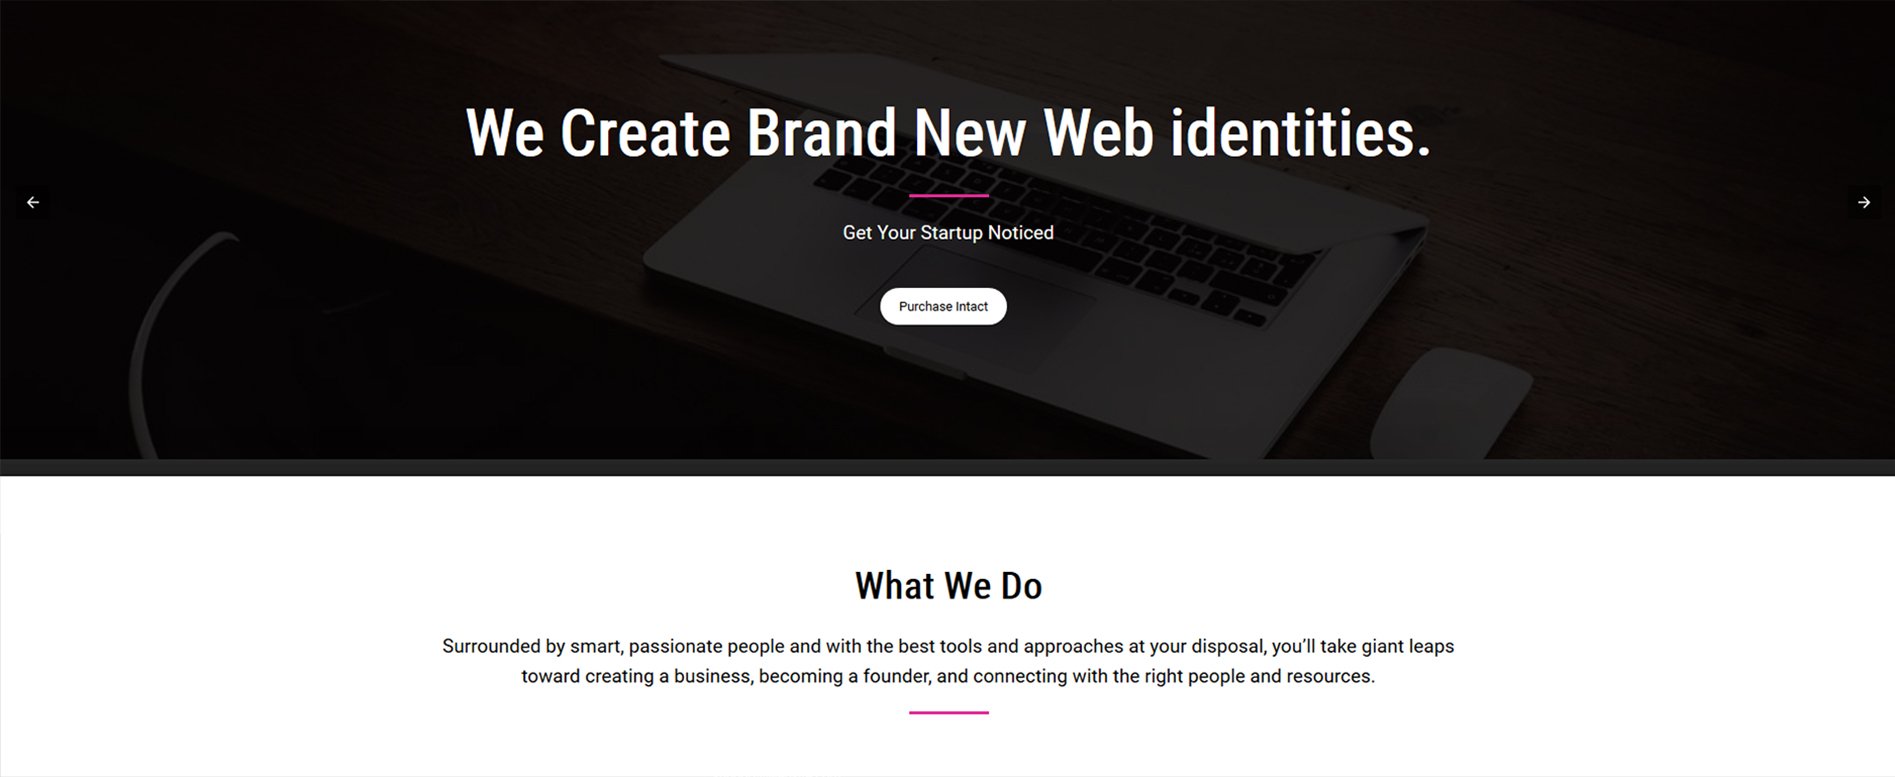 We Create Brand New Web identities.
Get Your Startup Noticed
Purchase Intact
What We Do
Surrounded by smart, passionate people and with the best tools and approaches at your disposal, you’ll take giant leaps
toward creating a business, becoming a founder, and connecting with the right people and resources.